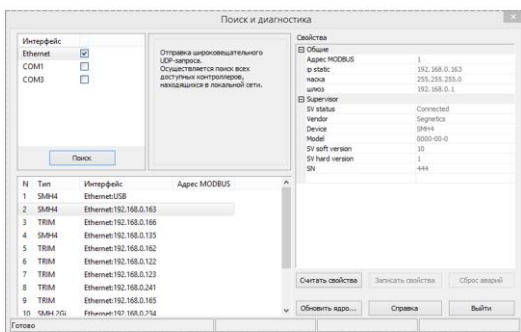 Поиск и диагностика
Интерфейс
Ethernet
COM1
COM3
Поиск
Отправка широковещательного
UDP-запроса.
Осуществляется поиск всех
доступных контроллеров,
находящихся в локальной сети.
N Тип Интерфейс Адрес MODBUS
1 SMH4 Ethernet:USB
2 SMH4 Ethernet:192.168.0.163
3 TRIM Ethernet:192.168.0.166
4 SMH4 Ethernet:192.168.0.135
5 TRIM Ethernet:192.168.0.162
6 TRIM Ethernet:192.168.0.122
7 TRIM Ethernet:192.168.0.123
8 TRIM Ethernet:192.168.0.241
9 TRIM Ethernet:192.168.0.165
10 SMH 2Gi Ethernet:192.168.0.234
Свойства
Общие
Адрес MODBUS 1
ip static 192.168.0.163
маска 255.255.255.0
шлюз 192.168.0.1
Supervisor
SV status Connected
Vendor Segnetics
Device SMH4
Model 0000-00-0
SV soft version 10
SV hard version 1
SN 444
Считать свойства Записать свойства Сброс аварий
Обновить ядро... Справка Выйти
Готово